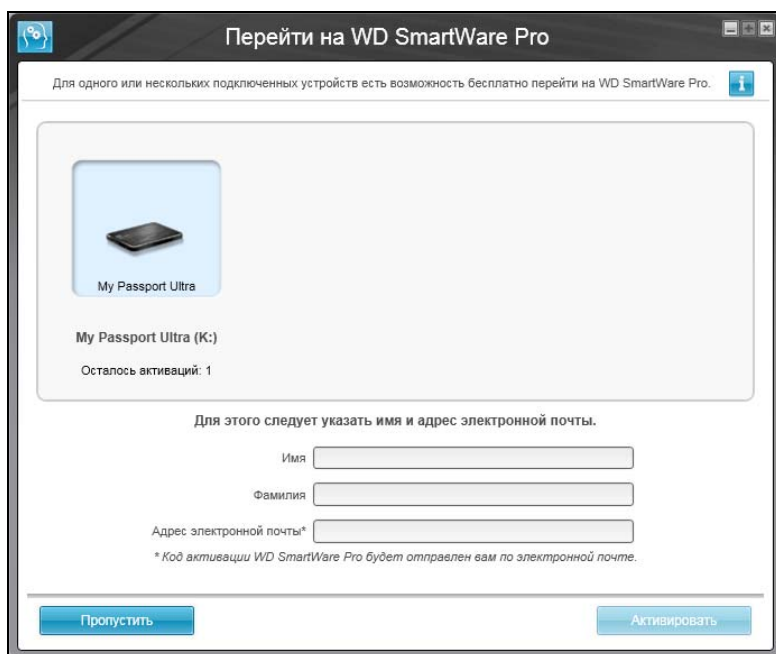 Перейти на WD SmartWare Pro
Для одного или нескольких подключенных устройств есть возможность бесплатно перейти на WD SmartWare Pro.
My Passport Ultra
My Passport Ultra (K:)
Осталось активаций: 1
Для этого следует указать имя и адрес электронной почты.
Имя
Фамилия
Адрес электронной почты*
* Код активации WD SmartWare Pro будет отправлен вам по электронной почте.
Пропустить
Активировать